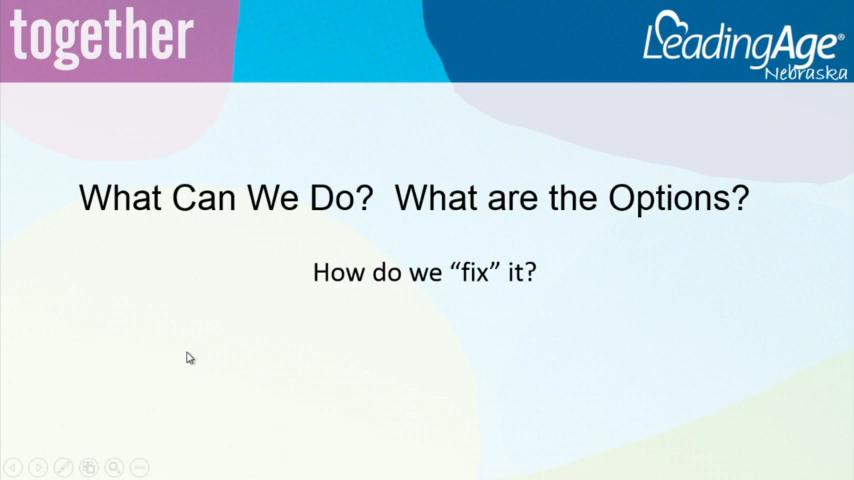 together
LeadingAge®
Nebraska
What Can We Do? What are the Options?
How do we “fix” it?